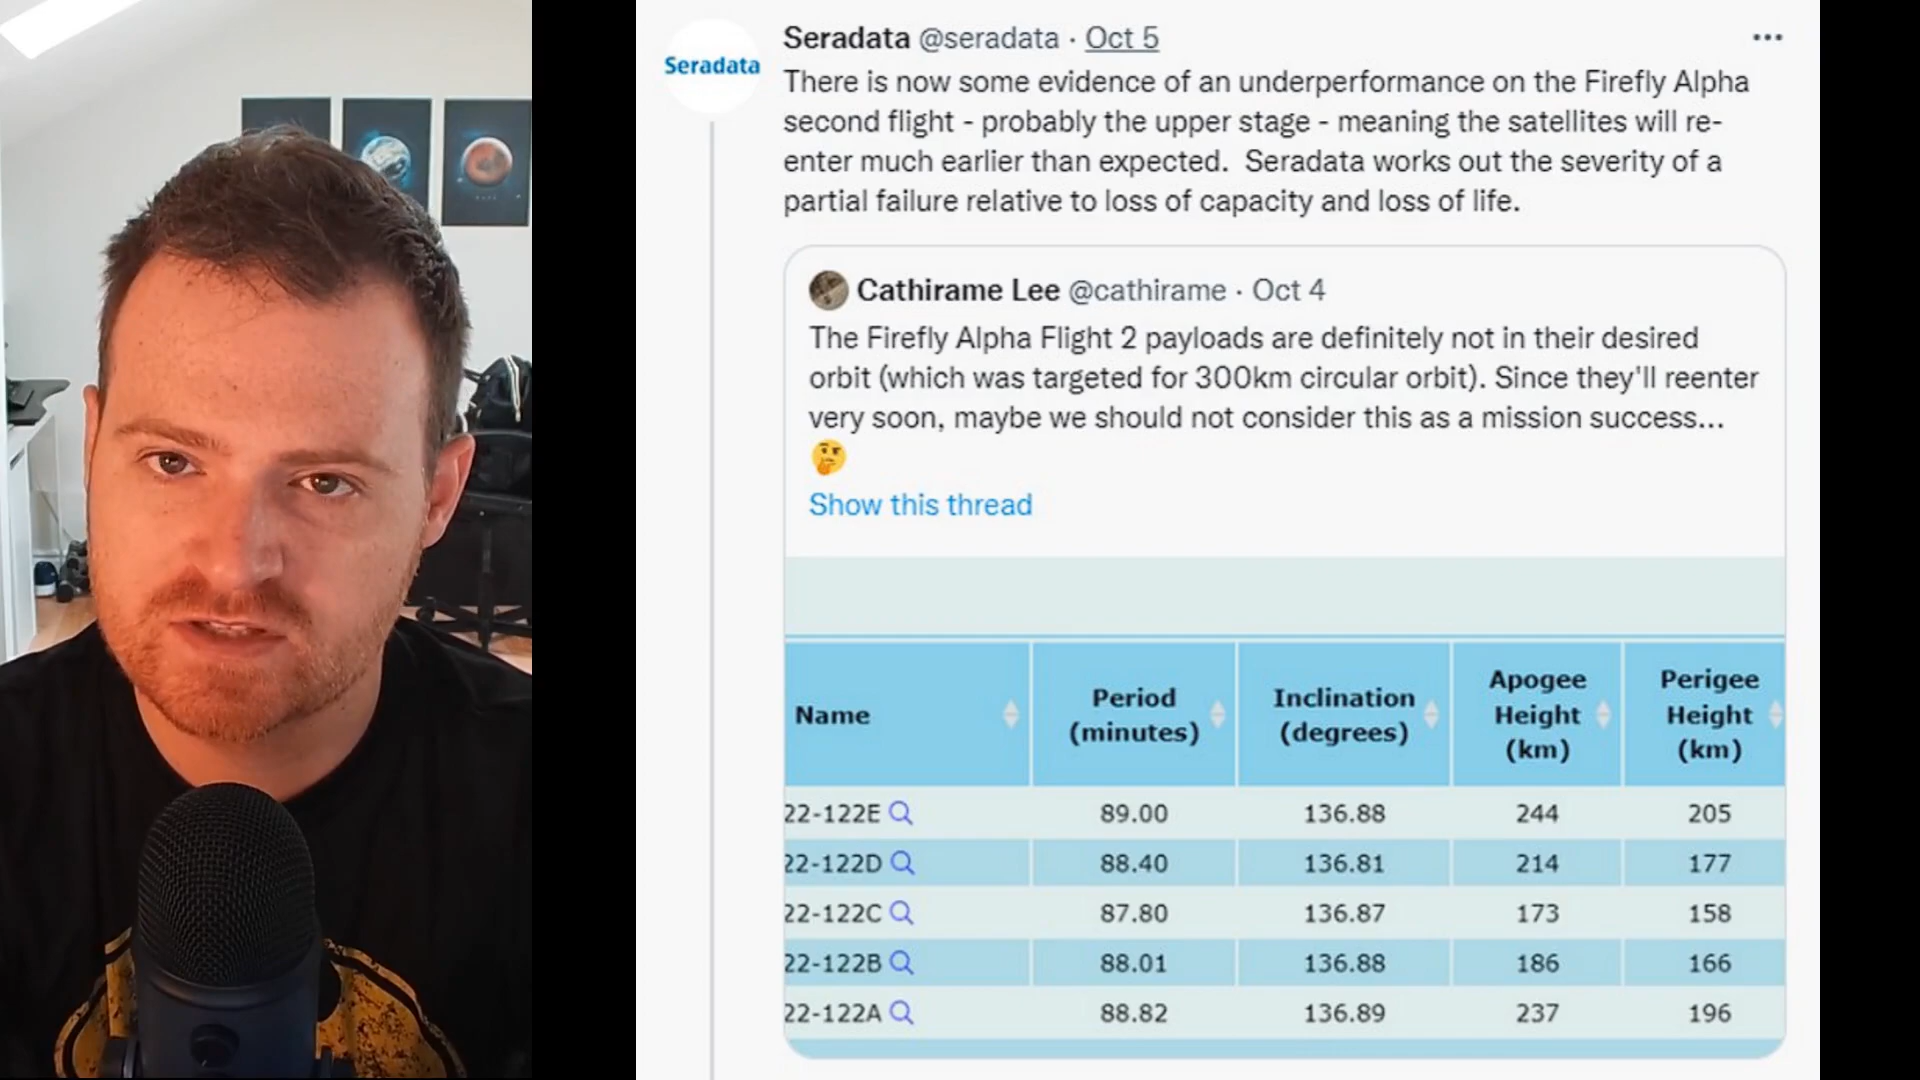 Seradata
Seradata @seradata · Oct 5
There is now some evidence of an underperformance on the Firefly Alpha
second flight - probably the upper stage - meaning the satellites will re-
enter much earlier than expected. Seradata works out the severity of a
partial failure relative to loss of capacity and loss of life.
Cathirame Lee @cathirame · Oct 4
The Firefly Alpha Flight 2 payloads are definitely not in their desired
orbit (which was targeted for 300km circular orbit). Since they'll reenter
very soon, maybe we should not consider this as a mission success...
🤔
Show this thread
Name Period (minutes) Inclination (degrees) Apogee Height (km) Perigee Height (km)
22-122E 89.00 136.88 244 205
22-122D 88.40 136.81 214 177
22-122C 87.80 136.87 173 158
22-122B 88.01 136.88 186 166
22-122A 88.82 136.89 237 196